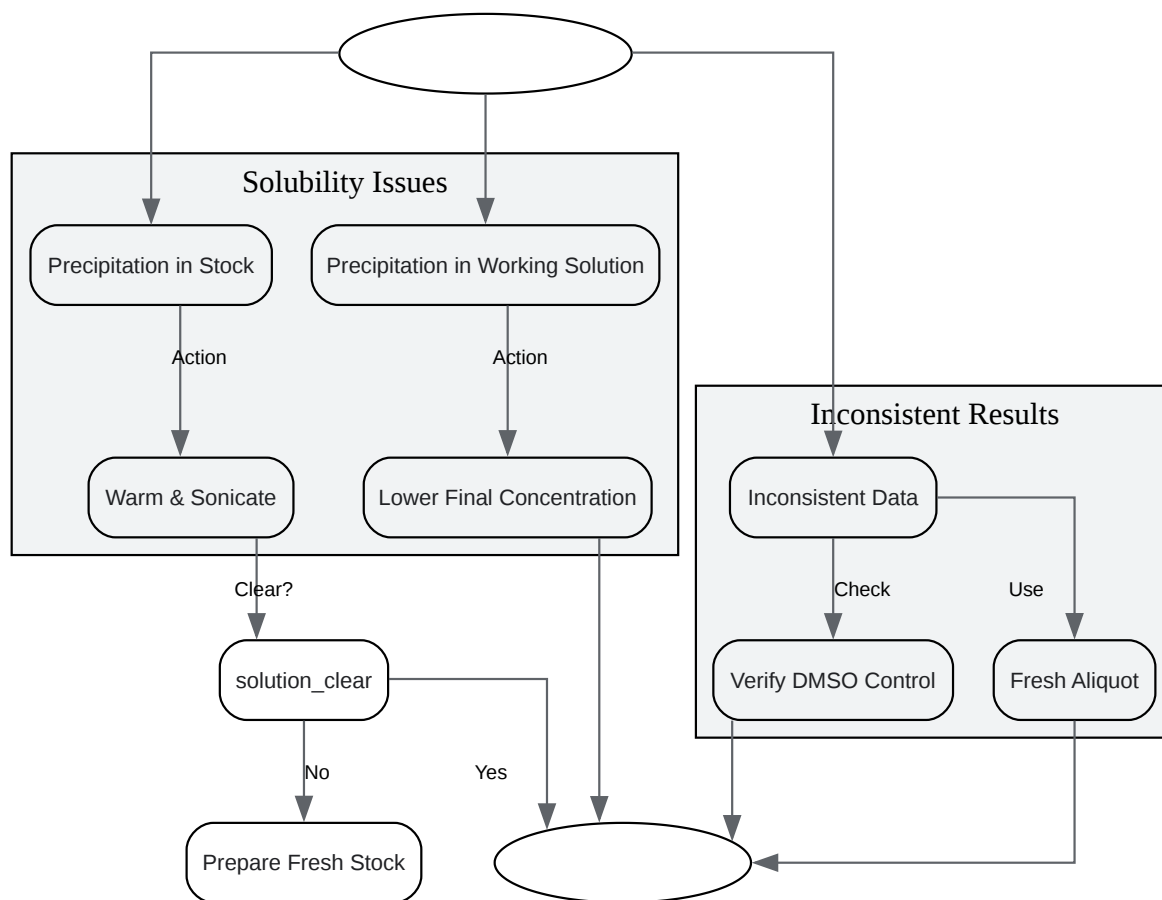 Solubility Issues
Precipitation in Stock
Precipitation in Working Solution
Action
Action
Inconsistent Results
Warm & Sonicate
Lower Final Concentration
Inconsistent Data
Clear?
Check
Use
solution_clear
Verify DMSO Control
Fresh Aliquot
No
Yes
Prepare Fresh Stock